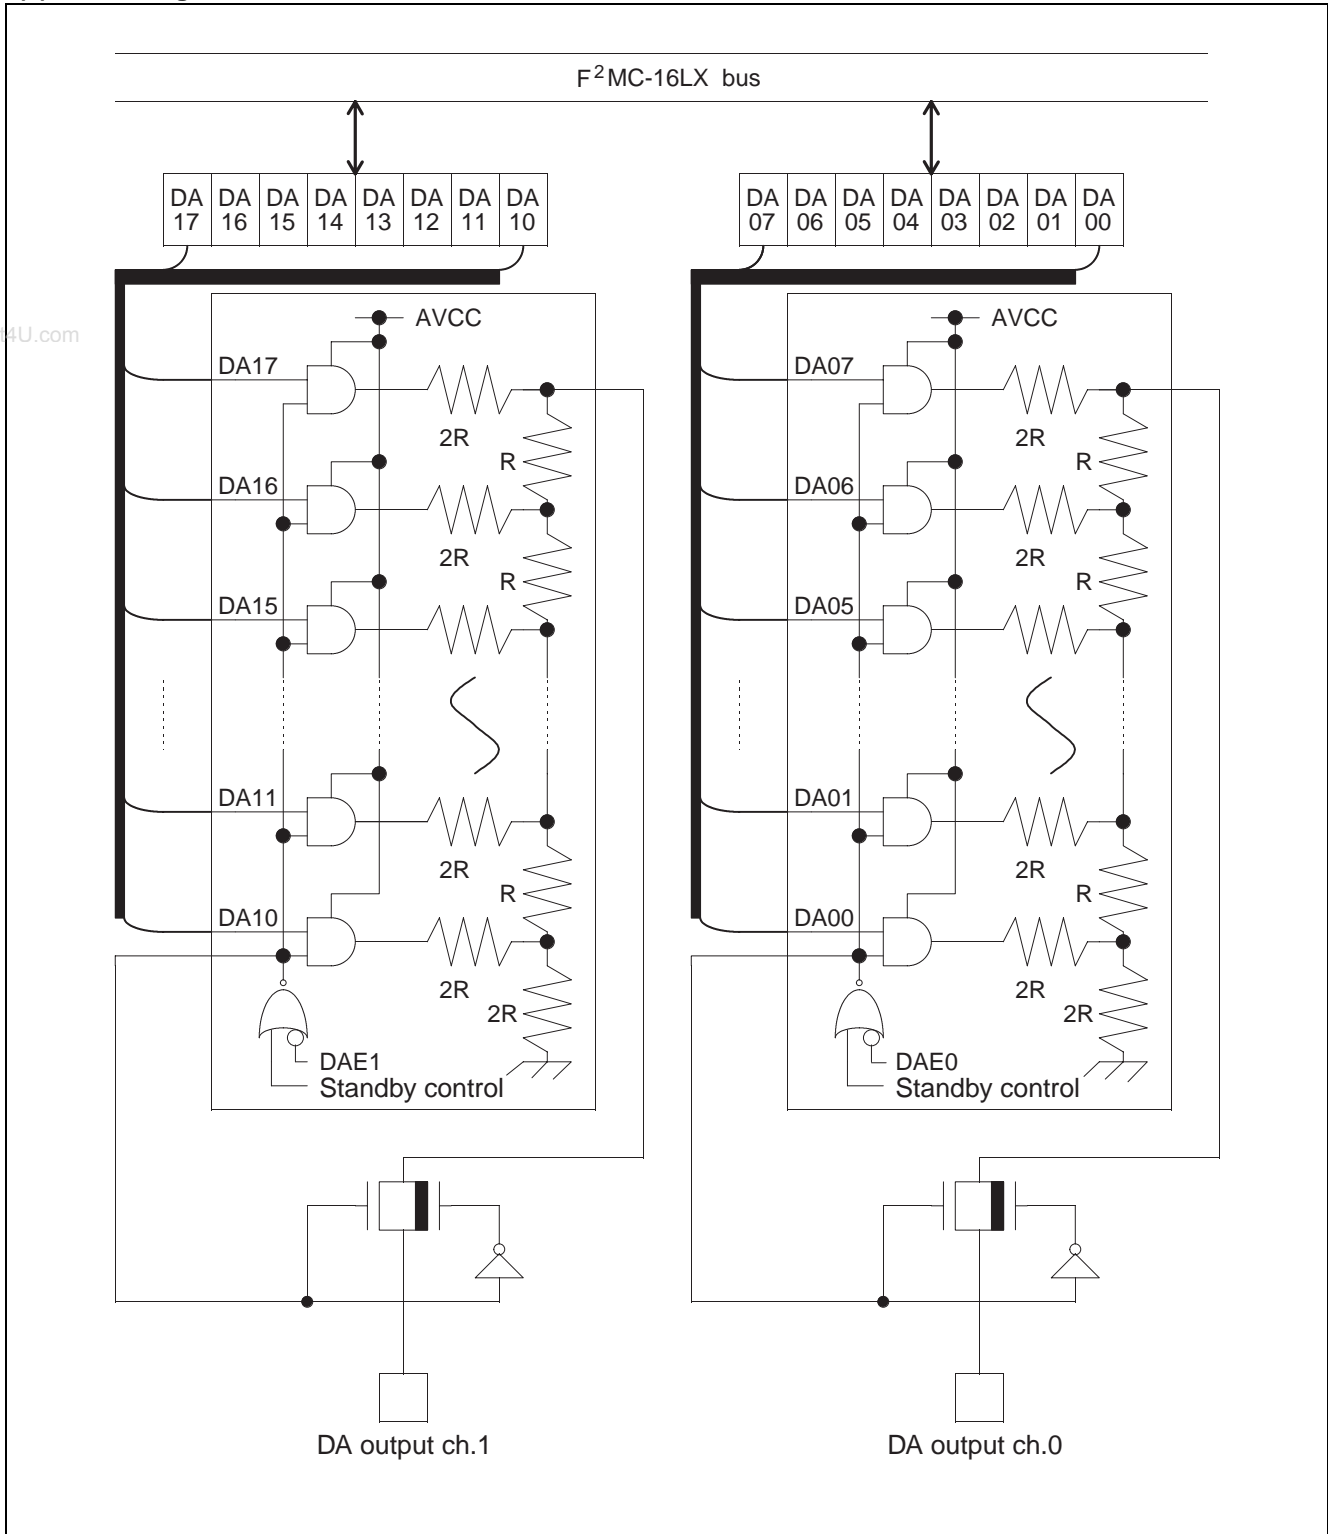 F²MC-16LX bus
DA 17 DA 16 DA 15 DA 14 DA 13 DA 12 DA 11 DA 10
DA 07 DA 06 DA 05 DA 04 DA 03 DA 02 DA 01 DA 00
AVCC
AVCC
t4U.com
DA17
DA07
2R
R
2R
R
DA16
DA06
2R
R
2R
R
DA15
DA05
DA11
DA01
2R
R
2R
R
DA10
DA00
2R
2R
2R
2R
DAE1
Standby control
DAE0
Standby control
DA output ch.1
DA output ch.0